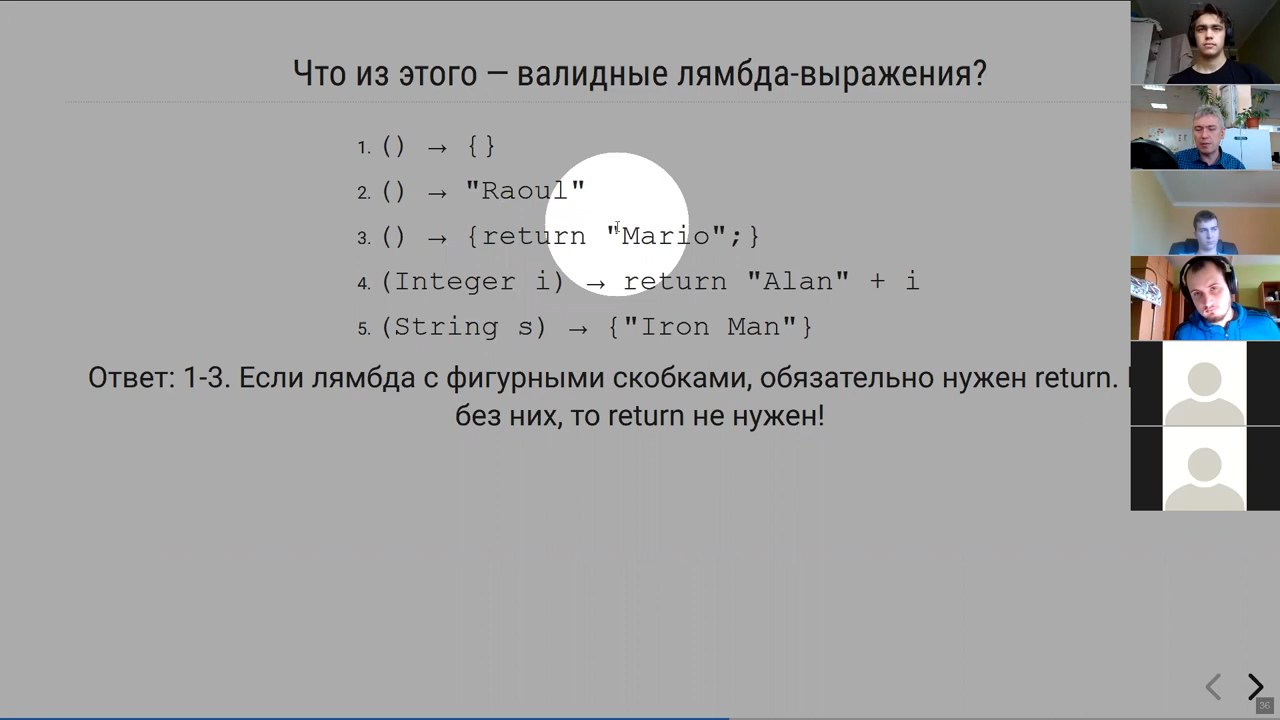 Что из этого — валидные лямбда-выражения?
1. () → {}
2. () → "Raoul"
3. () → {return "Mario";}
4. (Integer i) → return "Alan" + i
5. (String s) → {"Iron Man"}
Ответ: 1-3. Если лямбда с фигурными скобками, обязательно нужен return.
без них, то return не нужен!
36